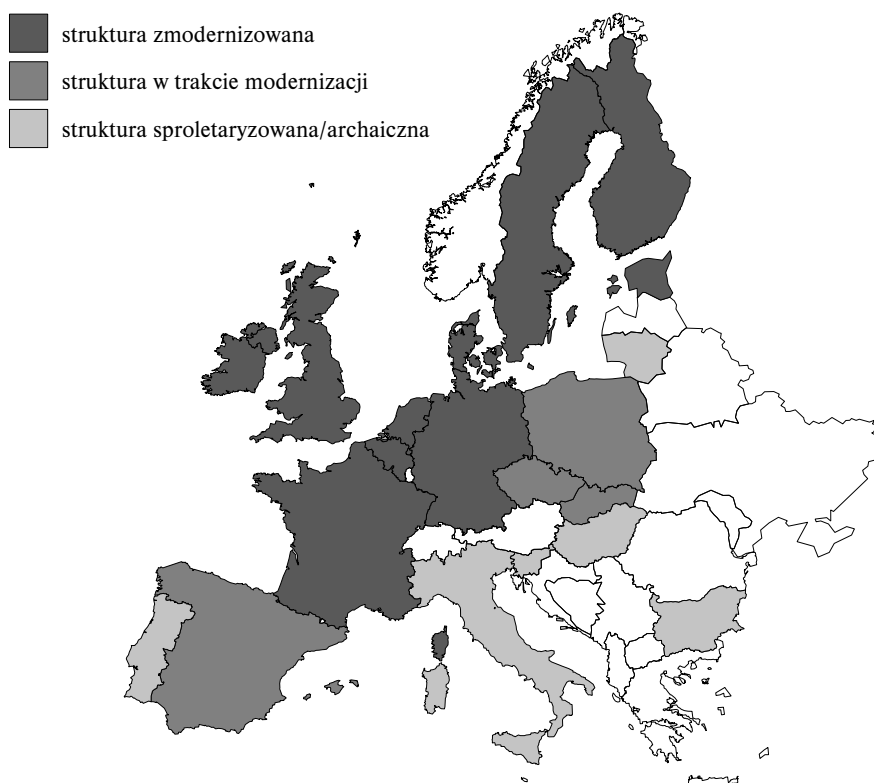 struktura zmodernizowana
struktura w trakcie modernizacji
struktura sproletaryzowana/archaiczna